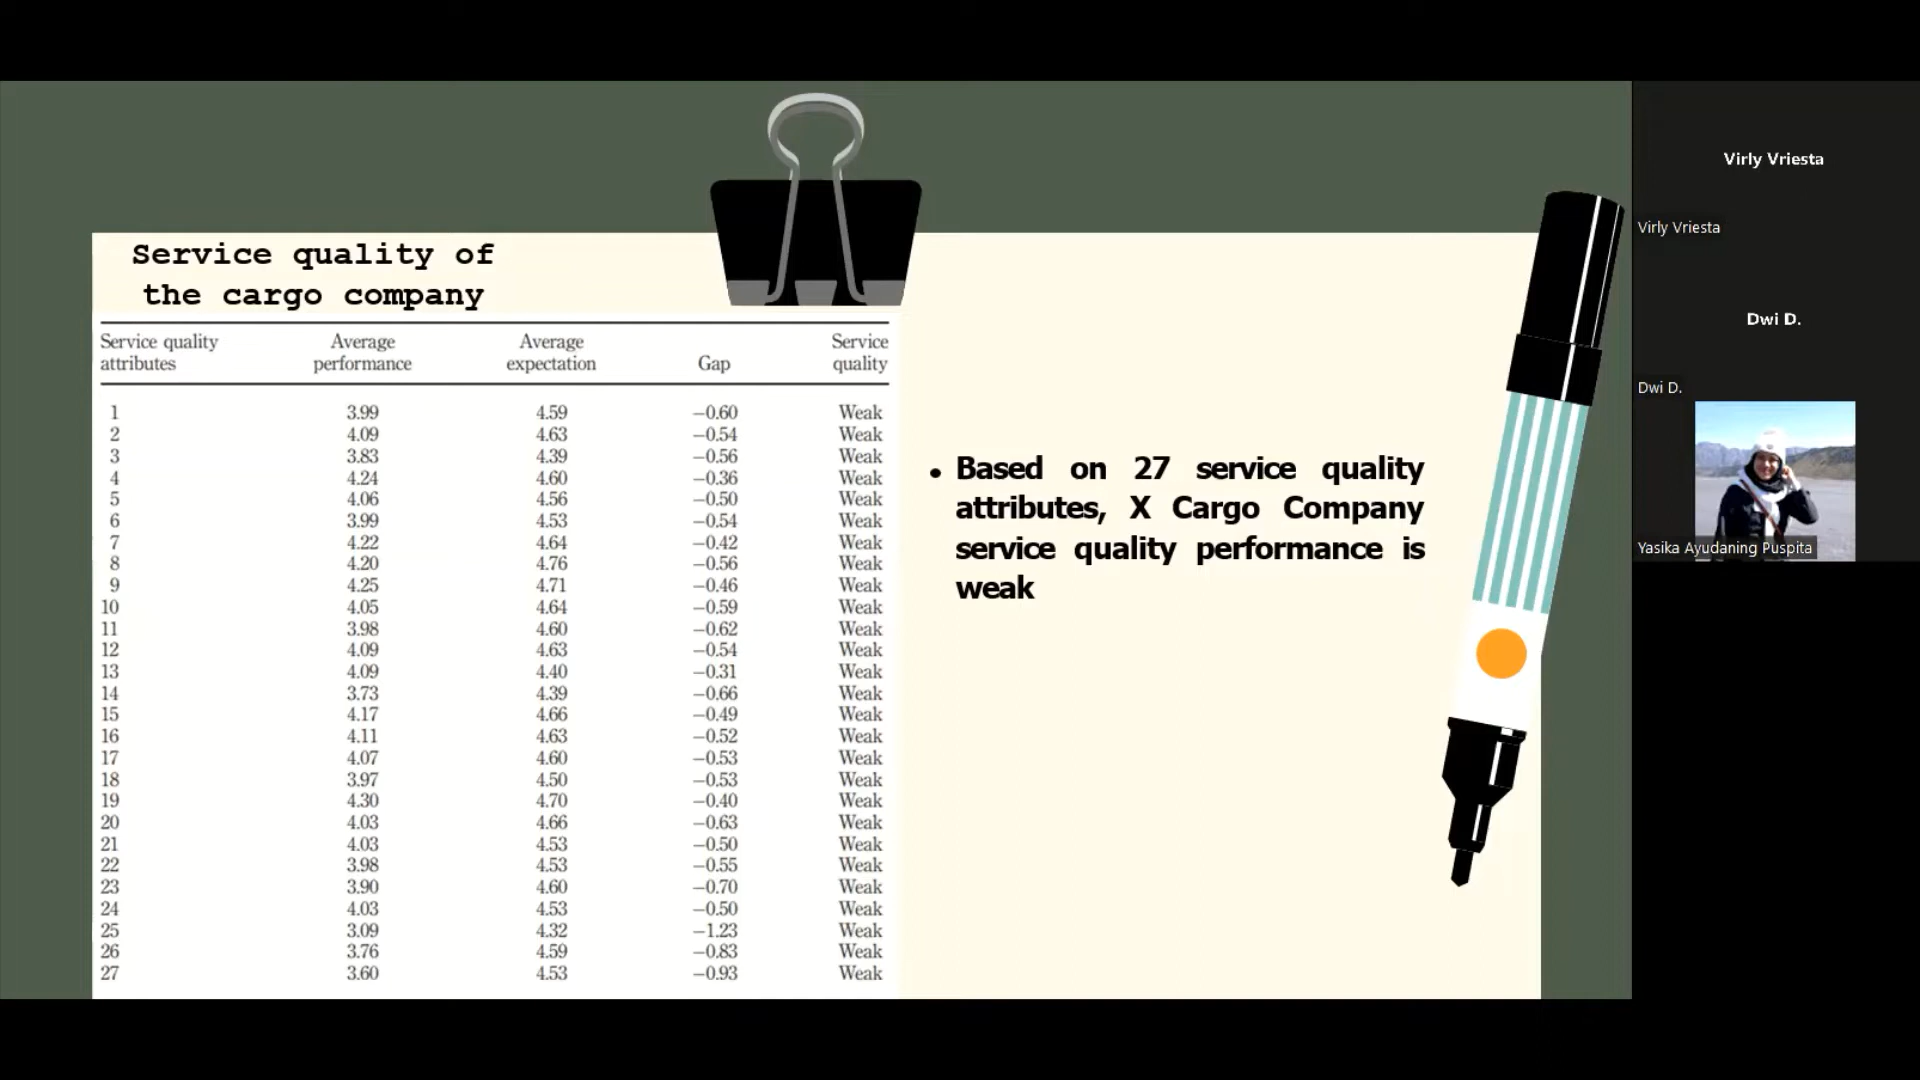 Service quality of
the cargo company
Service quality attributes Average performance Average expectation Gap Service quality
1 3.99 4.59 −0.60 Weak
2 4.09 4.63 −0.54 Weak
3 3.83 4.39 −0.56 Weak
4 4.24 4.60 −0.36 Weak
5 4.06 4.56 −0.50 Weak
6 3.99 4.53 −0.54 Weak
7 4.22 4.64 −0.42 Weak
8 4.20 4.76 −0.56 Weak
9 4.25 4.71 −0.46 Weak
10 4.05 4.64 −0.59 Weak
11 3.98 4.60 −0.62 Weak
12 4.09 4.63 −0.54 Weak
13 4.09 4.40 −0.31 Weak
14 3.73 4.39 −0.66 Weak
15 4.17 4.66 −0.49 Weak
16 4.11 4.63 −0.52 Weak
17 4.07 4.60 −0.53 Weak
18 3.97 4.50 −0.53 Weak
19 4.30 4.70 −0.40 Weak
20 4.03 4.66 −0.63 Weak
21 4.03 4.53 −0.50 Weak
22 3.98 4.53 −0.55 Weak
23 3.90 4.60 −0.70 Weak
24 4.03 4.53 −0.50 Weak
25 3.09 4.32 −1.23 Weak
26 3.76 4.59 −0.83 Weak
27 3.60 4.53 −0.93 Weak
• Based on 27 service quality
attributes, X Cargo Company
service quality performance is
weak
Virly Vriesta
Virly Vriesta
Dwi D.
Dwi D.
Yasika Ayudaning Puspita